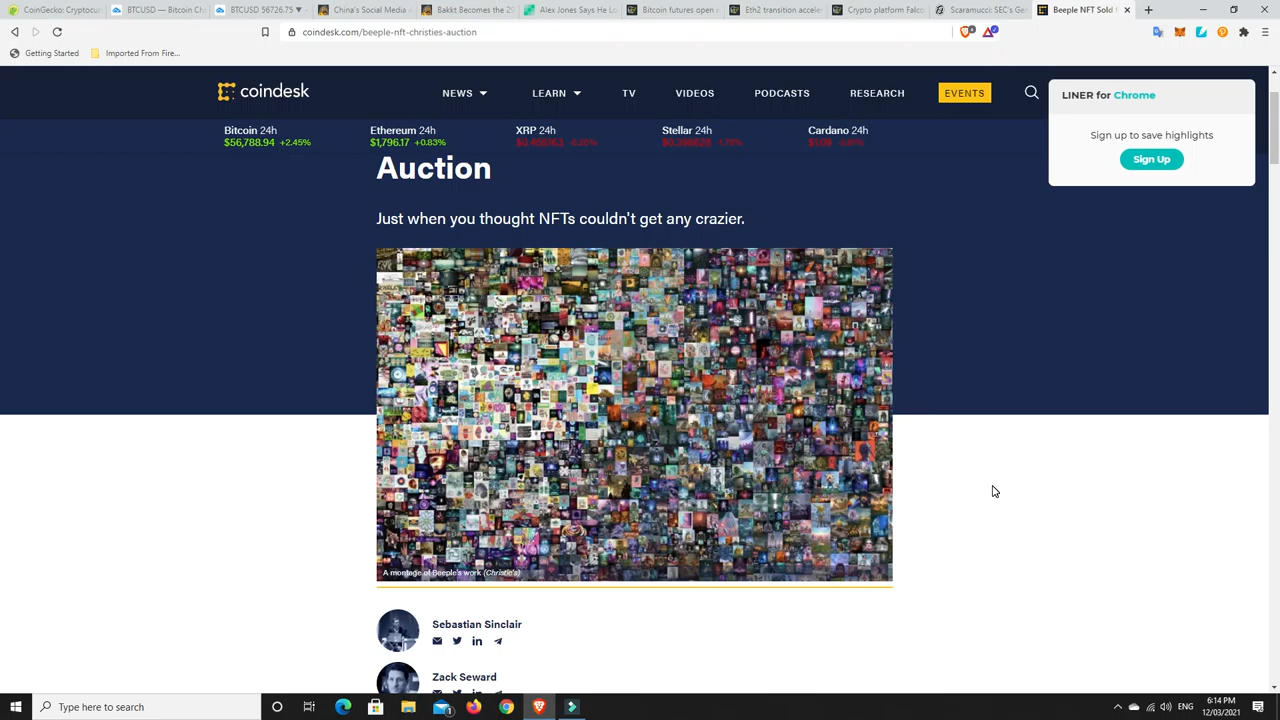 CoinGecko: Cryptocur
BTCUSD — Bitcoin Ch
BTCUSD 56726.75 ▼
China's Social Media
Bakkt Becomes the 29
Alex Jones Says He Lo
Bitcoin futures open i
Eth2 transition acceler
Crypto platform Falco
Scaramucci: SEC's Ge
Beeple NFT Sold f
coindesk.com/beeple-nft-christies-auction
Getting Started
Imported From Fire...
coindesk
NEWS
LEARN
TV
VIDEOS
PODCASTS
RESEARCH
EVENTS
LINER for Chrome
Sign up to save highlights
Sign Up
Bitcoin 24h
$56,788.94 +2.45%
Ethereum 24h
$1,796.17 +0.83%
XRP 24h
Stellar 24h
Cardano 24h
$1.09
Auction
Just when you thought NFTs couldn't get any crazier.
A montage of Beeple's work (Christie's)
Sebastian Sinclair
Zack Seward
Type here to search
1
ENG
6:14 PM
12/03/2021